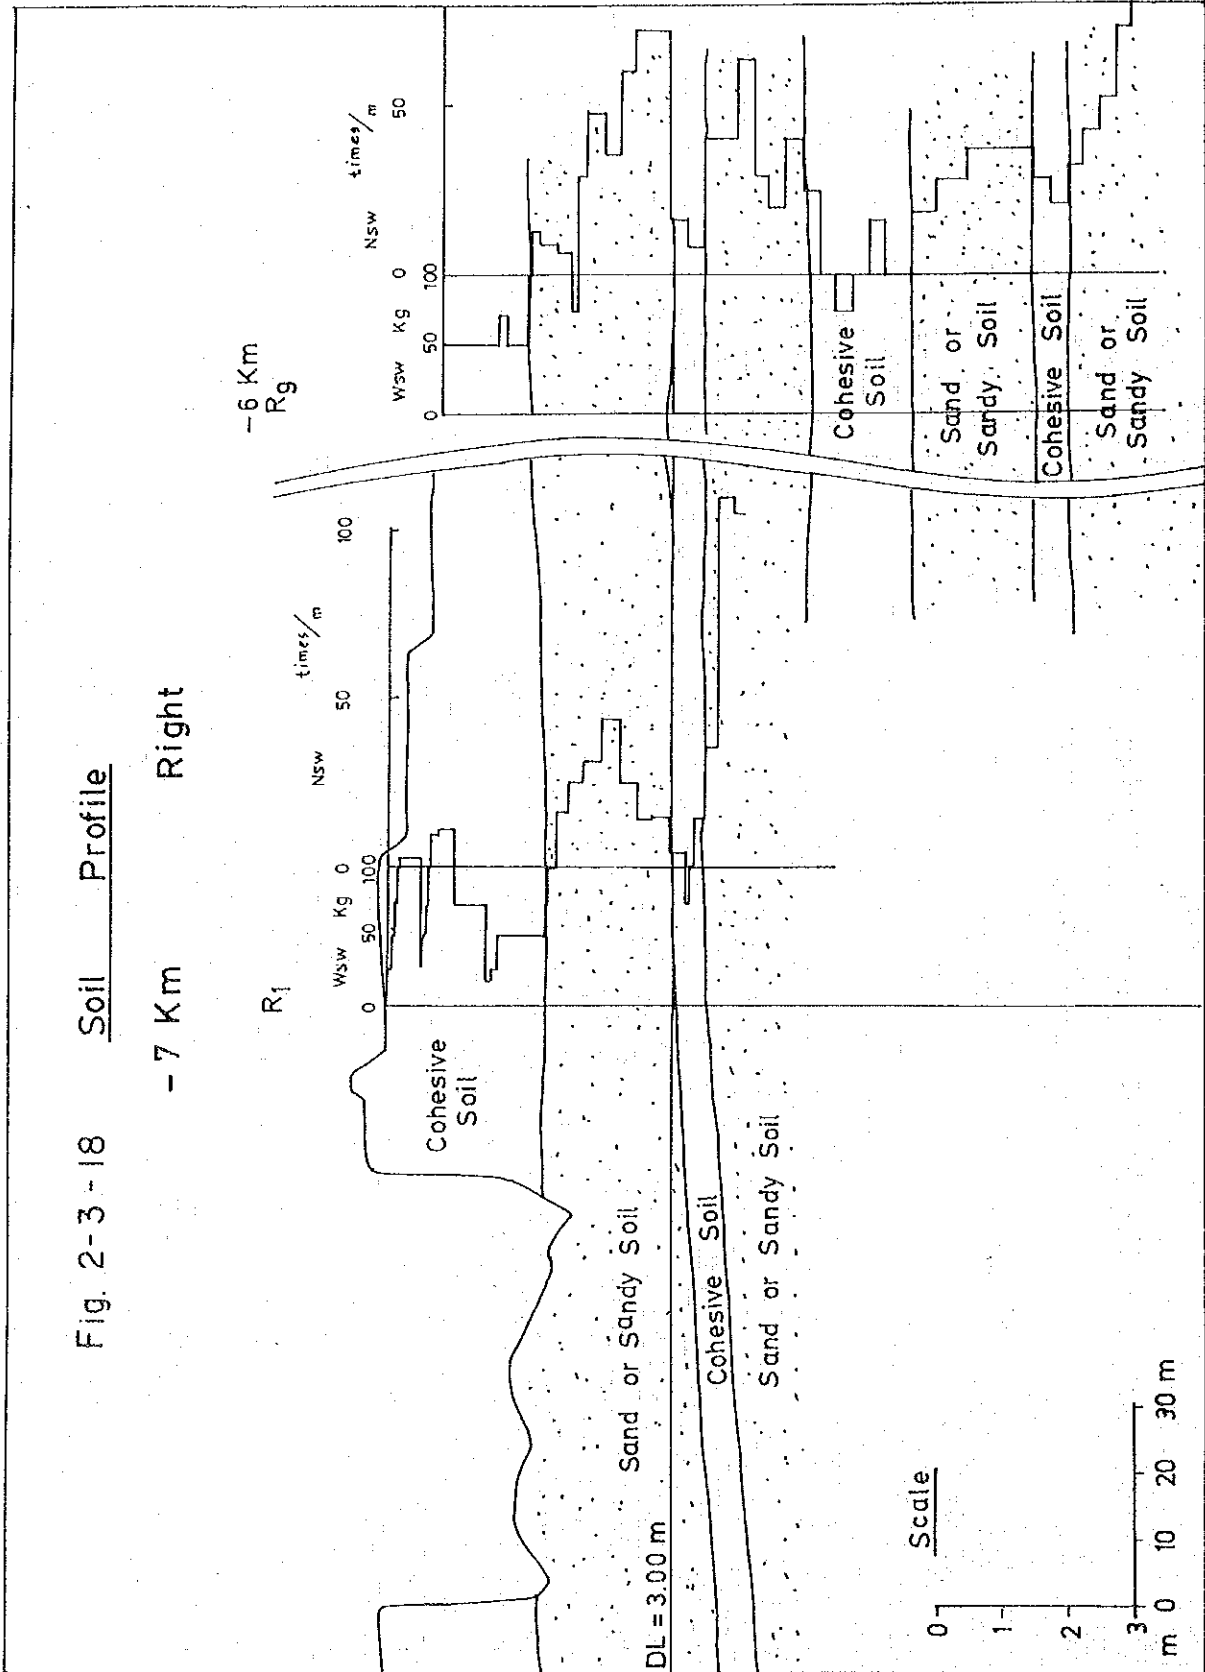 Fig. 2-3-18 Soil Profile
-7 Km Right
-6 Km
R9
R1
Wsw Kg Nsw times/m
0 50 100 0 50 100
Wsw Kg Nsw times/m
0 50 100 0 50
Cohesive
Soil
Sand or Sandy Soil
DL = 3.00 m
Cohesive Soil
Sand or Sandy Soil
Cohesive
Soil
Sand or
Sandy Soil
Cohesive Soil
Sand or
Sandy Soil
Scale
0
1
2
3
m 0 10 20 30 m